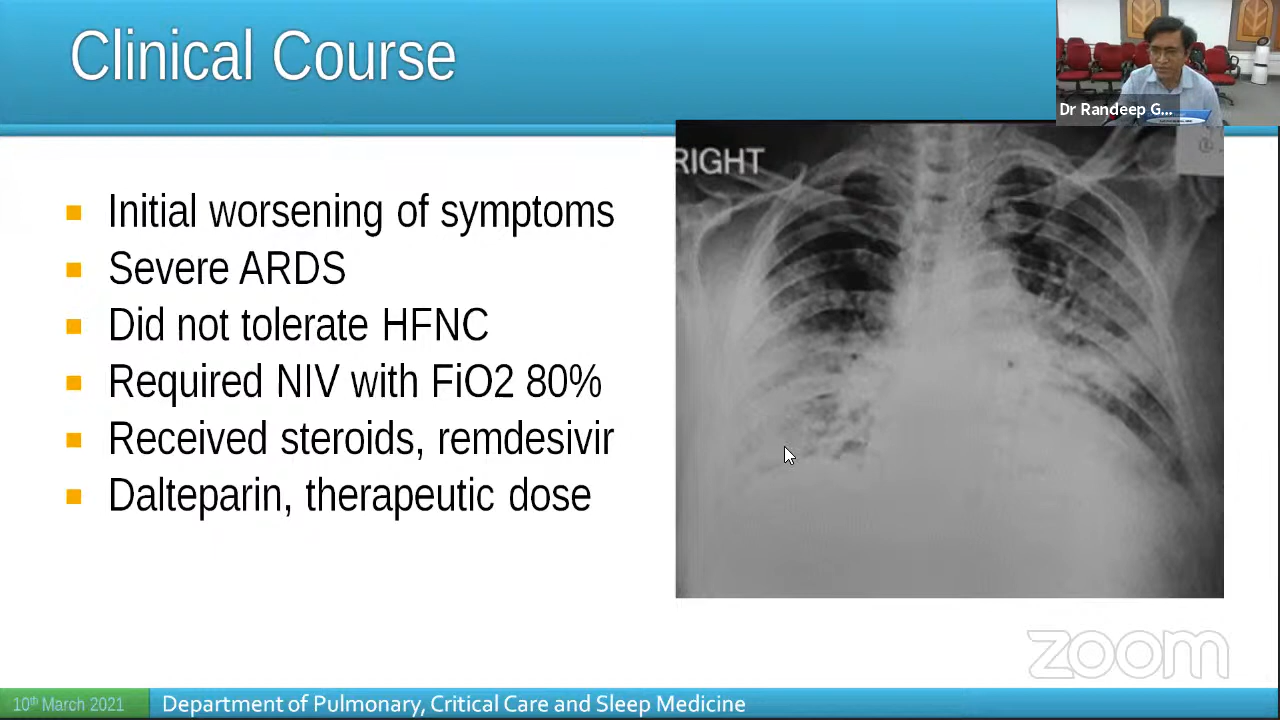 Clinical Course
Dr Randeep G...
RIGHT
L
Initial worsening of symptoms
Severe ARDS
Did not tolerate HFNC
Required NIV with FiO2 80%
Received steroids, remdesivir
Dalteparin, therapeutic dose
zoom
10th March 2021
Department of Pulmonary, Critical Care and Sleep Medicine